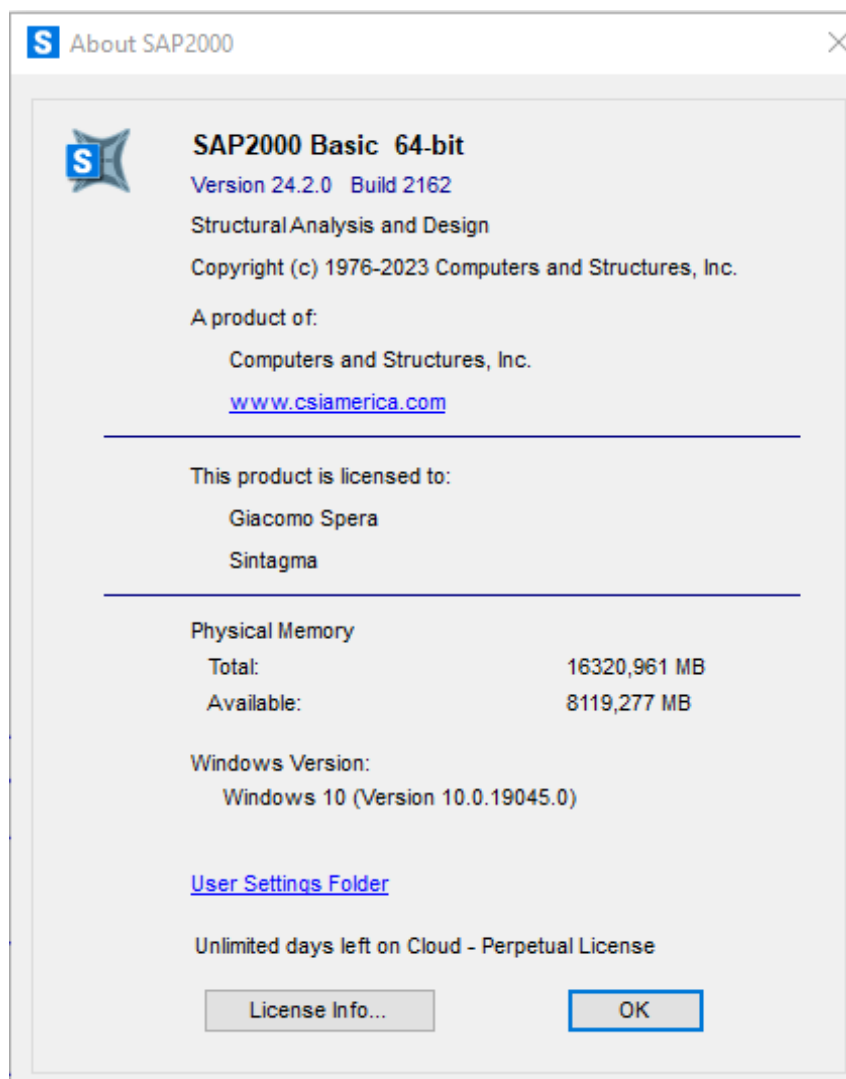 About SAP2000
SAP2000 Basic 64-bit
Version 24.2.0 Build 2162
Structural Analysis and Design
Copyright (c) 1976-2023 Computers and Structures, Inc.
A product of:
Computers and Structures, Inc.
www.csiamerica.com
This product is licensed to:
Giacomo Spera
Sintagma
Physical Memory
Total: 16320,961 MB
Available: 8119,277 MB
Windows Version:
Windows 10 (Version 10.0.19045.0)
User Settings Folder
Unlimited days left on Cloud - Perpetual License
License Info... OK